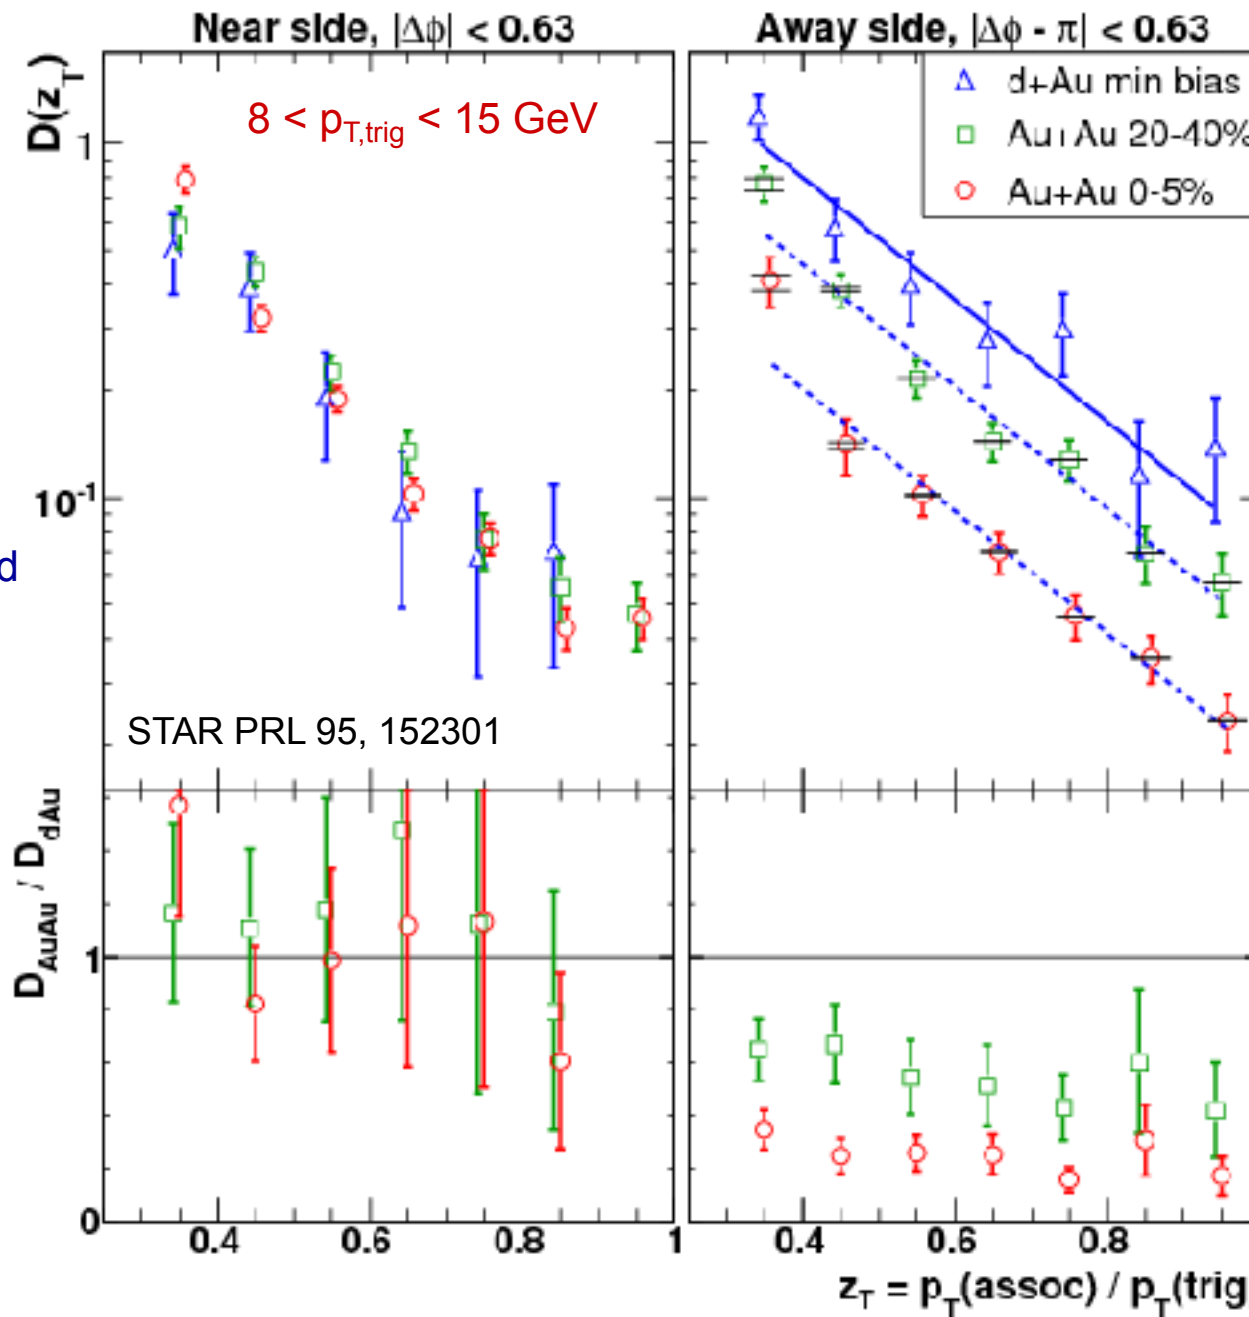 Near side, |Δϕ| < 0.63
Away side, |Δϕ - π| < 0.63
D(z_T)
8 < p_T,trig < 15 GeV
d+Au min bias
Au+Au 20-40%
Au+Au 0-5%
1
10^-1
d
STAR PRL 95, 152301
D_AuAu / D_dAu
1
0
0.4 0.6 0.8 1
0.4 0.6 0.8
z_T = p_T(assoc) / p_T(trig